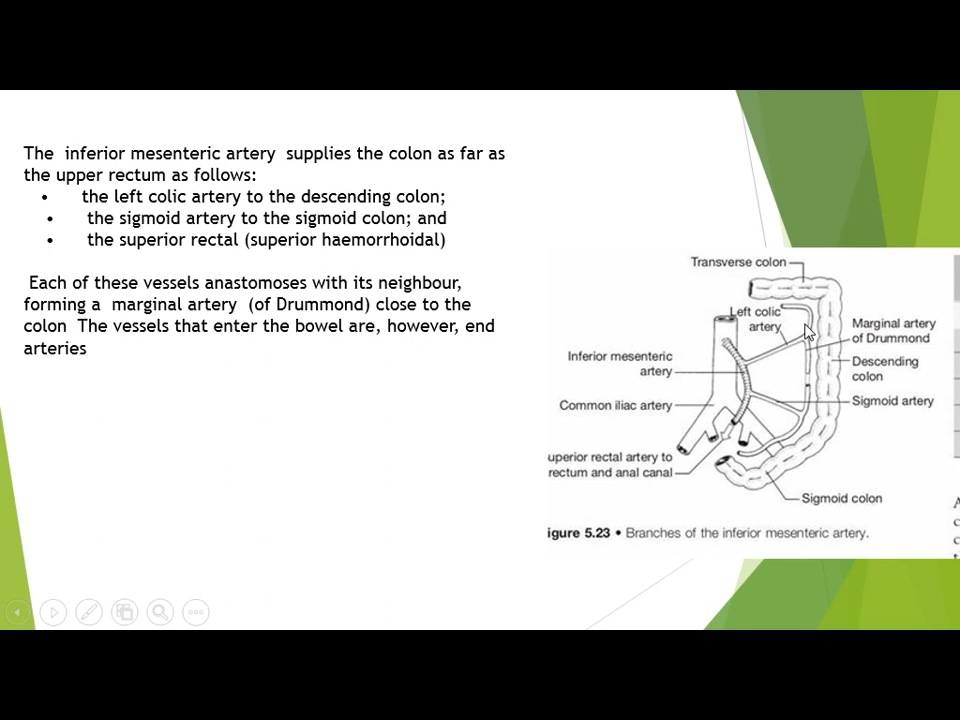 The inferior mesenteric artery supplies the colon as far as
the upper rectum as follows:
• the left colic artery to the descending colon;
• the sigmoid artery to the sigmoid colon; and
• the superior rectal (superior haemorrhoidal)
Each of these vessels anastomoses with its neighbour,
forming a marginal artery (of Drummond) close to the
colon The vessels that enter the bowel are, however, end
arteries
Transverse colon
Left colic
artery
Marginal artery
of Drummond
Inferior mesenteric
artery
Descending
colon
Common iliac artery
Sigmoid artery
uperior rectal artery to
rectum and anal canal
Sigmoid colon
igure 5.23 • Branches of the inferior mesenteric artery.